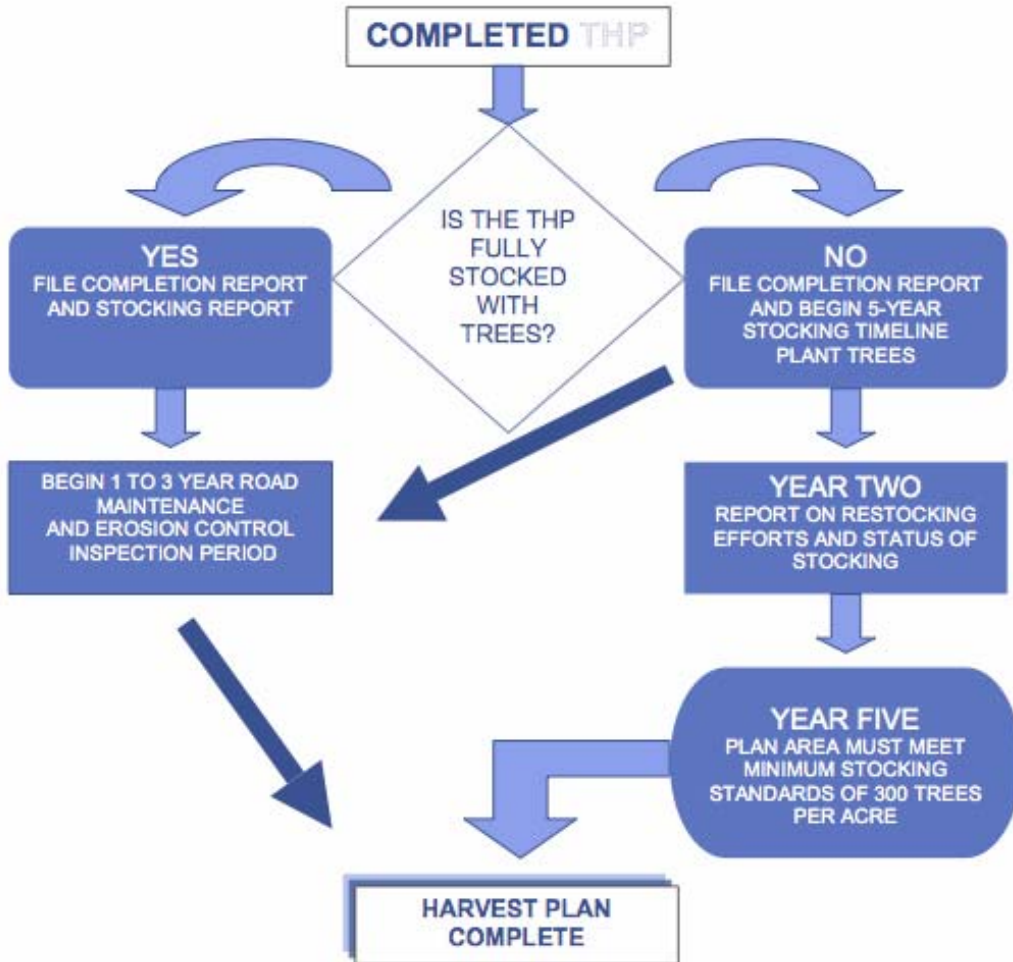 COMPLETED THP
IS THE THP
FULLY
STOCKED
WITH
TREES?
YES
FILE COMPLETION REPORT
AND STOCKING REPORT
NO
FILE COMPLETION REPORT
AND BEGIN 5-YEAR
STOCKING TIMELINE
PLANT TREES
BEGIN 1 TO 3 YEAR ROAD
MAINTENANCE
AND EROSION CONTROL
INSPECTION PERIOD
YEAR TWO
REPORT ON RESTOCKING
EFFORTS AND STATUS OF
STOCKING
YEAR FIVE
PLAN AREA MUST MEET
MINIMUM STOCKING
STANDARDS OF 300 TREES
PER ACRE
HARVEST PLAN
COMPLETE